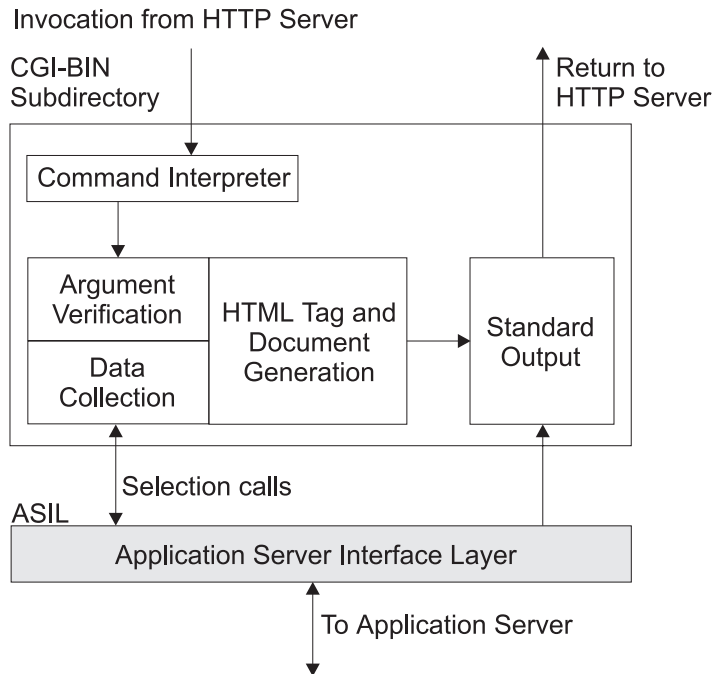 Invocation from HTTP Server
CGI-BIN
Subdirectory
Return to
HTTP Server
Command Interpreter
Argument
Verification
HTML Tag and
Document
Generation
Standard
Output
Data
Collection
Selection calls
ASIL
Application Server Interface Layer
To Application Server